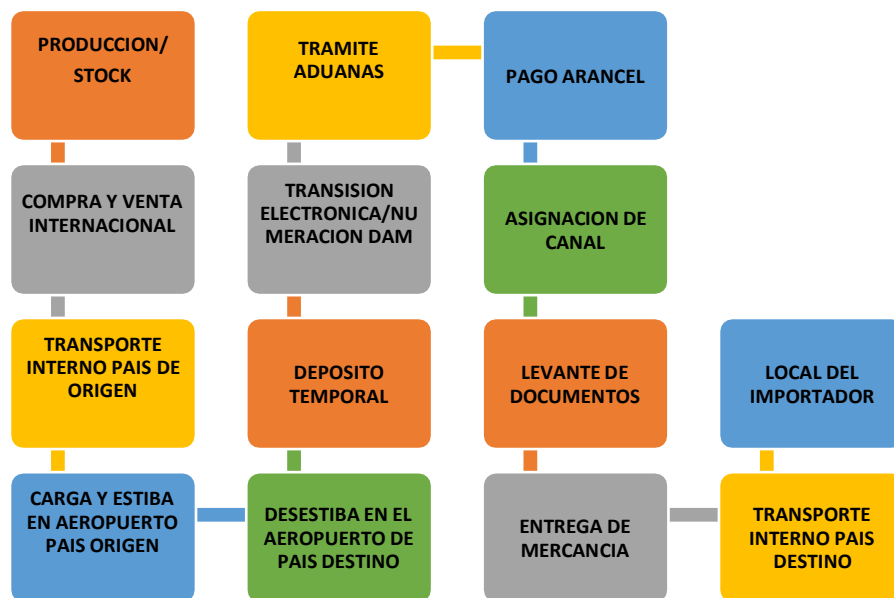 PRODUCCION/
STOCK
COMPRA Y VENTA
INTERNACIONAL
TRANSPORTE
INTERNO PAIS DE
ORIGEN
CARGA Y ESTIBA
EN AEROPUERTO
PAIS ORIGEN
DESESTIBA EN EL
AEROPUERTO DE
PAIS DESTINO
DEPOSITO
TEMPORAL
TRANSISION
ELECTRONICA/NU
MERACION DAM
TRAMITE
ADUANAS
PAGO ARANCEL
ASIGNACION DE
CANAL
LEVANTE DE
DOCUMENTOS
ENTREGA DE
MERCANCIA
TRANSPORTE
INTERNO PAIS
DESTINO
LOCAL DEL
IMPORTADOR